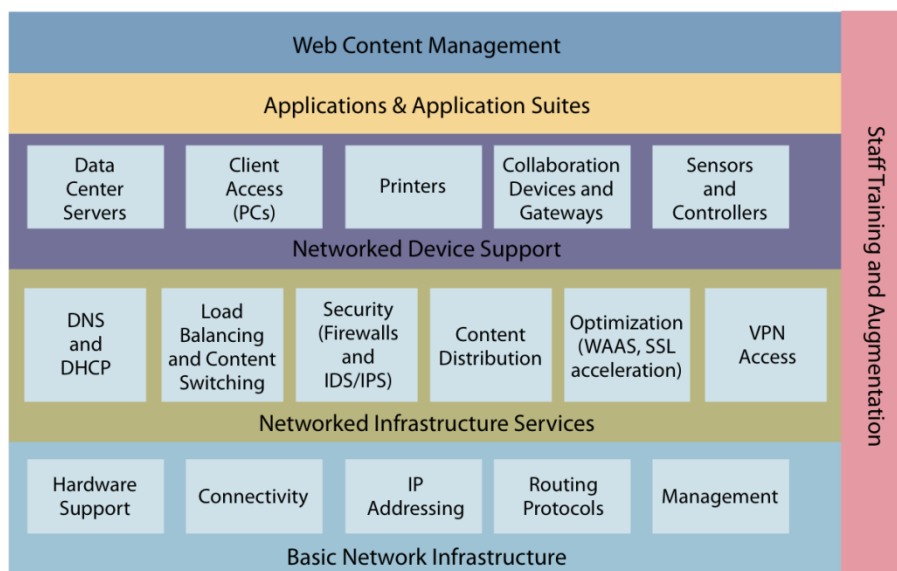 Web Content Management
Applications & Application Suites
Data
Center
Servers
Client
Access
(PCs)
Printers
Collaboration
Devices and
Gateways
Sensors
and
Controllers
Networked Device Support
DNS
and
DHCP
Load
Balancing
and Content
Switching
Security
(Firewalls
and
IDS/IPS)
Content
Distribution
Optimization
(WAAS, SSL
acceleration)
VPN
Access
Networked Infrastructure Services
Hardware
Support
Connectivity
IP
Addressing
Routing
Protocols
Management
Basic Network Infrastructure
Staff Training and Augmentation